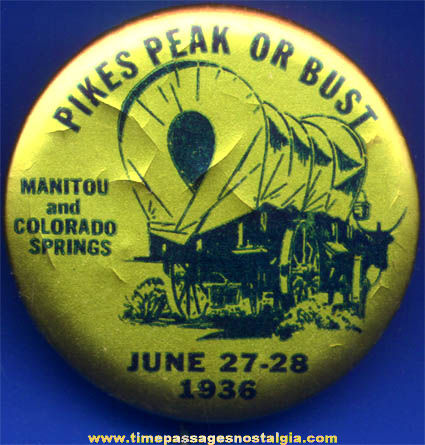 PIKES PEAK OR BUST
MANITOU
and
COLORADO
SPRINGS
JUNE 27-28
1936
www.timepassagesnostalgia.com